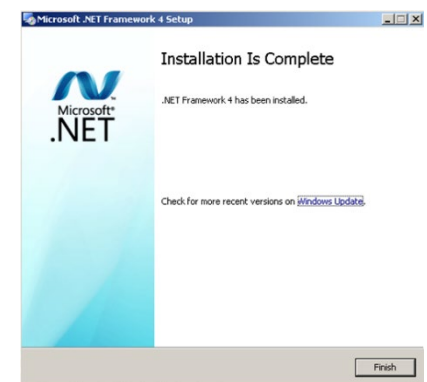 Microsoft .NET Framework 4 Setup
Installation Is Complete
Microsoft®
.NET
.NET Framework 4 has been installed.
Check for more recent versions on Windows Update.
Finish